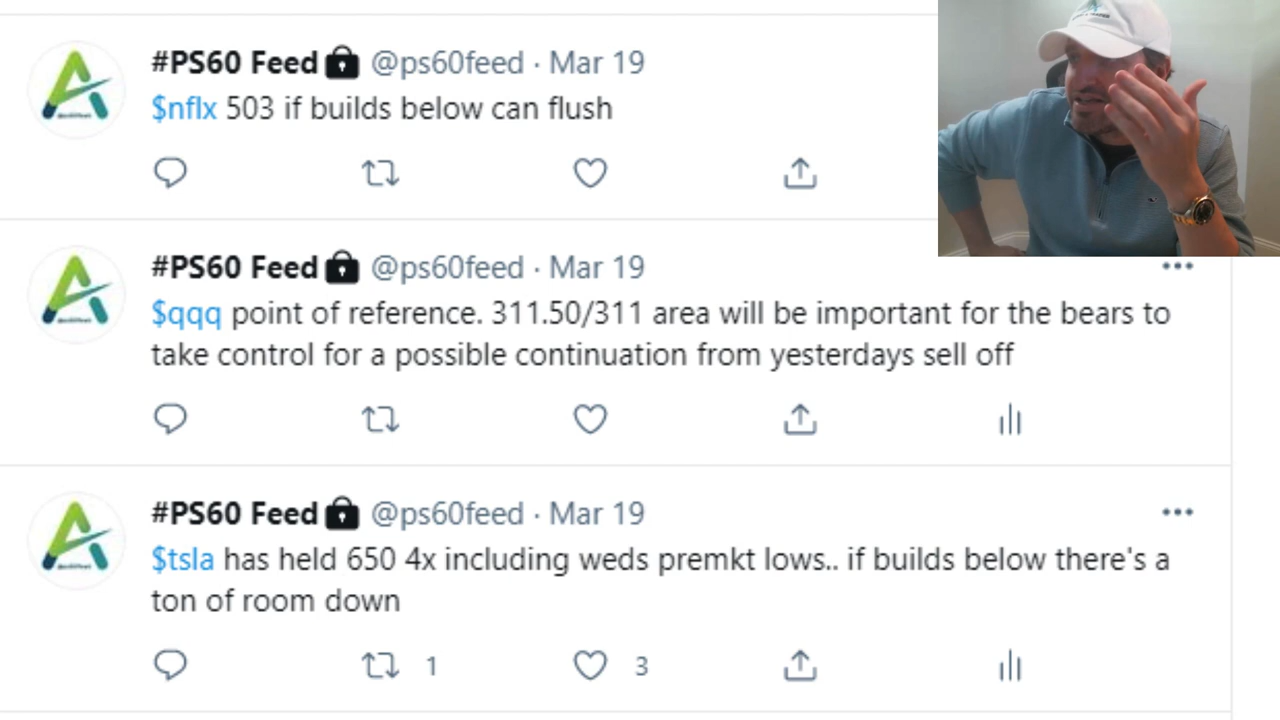 #PS60 Feed @ps60feed · Mar 19
$nflx 503 if builds below can flush
#PS60 Feed @ps60feed · Mar 19
$qqq point of reference. 311.50/311 area will be important for the bears to
take control for a possible continuation from yesterdays sell off
#PS60 Feed @ps60feed · Mar 19
$tsla has held 650 4x including weds premkt lows.. if builds below there's a
ton of room down
1 3